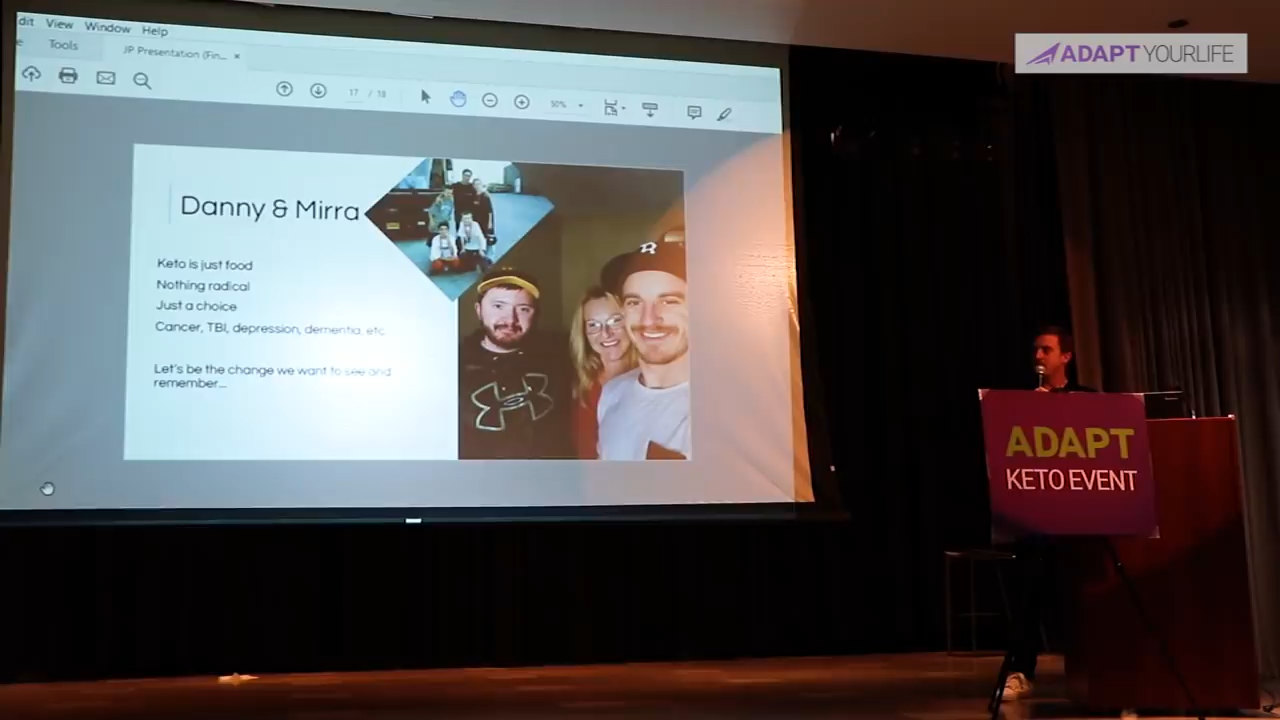 dit View Window Help
e Tools JP Presentation (Fin... ×
17 / 18
50%
Danny & Mirra
Keto is just food
Nothing radical
Just a choice
Cancer, TBI, depression, dementia, etc.
Let's be the change we want to see and
remember...
R
ADAPT YOURLIFE
ADAPT
KETO EVENT